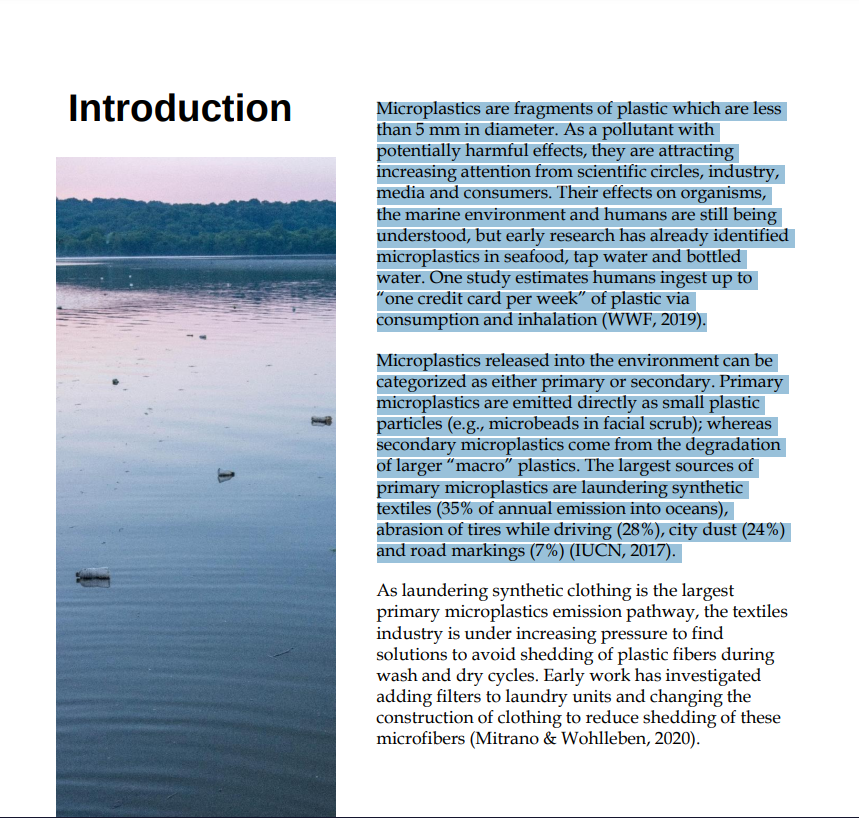 Introduction
Microplastics are fragments of plastic which are less
than 5 mm in diameter. As a pollutant with
potentially harmful effects, they are attracting
increasing attention from scientific circles, industry,
media and consumers. Their effects on organisms,
the marine environment and humans are still being
understood, but early research has already identified
microplastics in seafood, tap water and bottled
water. One study estimates humans ingest up to
“one credit card per week” of plastic via
consumption and inhalation (WWF, 2019).
Microplastics released into the environment can be
categorized as either primary or secondary. Primary
microplastics are emitted directly as small plastic
particles (e.g., microbeads in facial scrub); whereas
secondary microplastics come from the degradation
of larger “macro” plastics. The largest sources of
primary microplastics are laundering synthetic
textiles (35% of annual emission into oceans),
abrasion of tires while driving (28%), city dust (24%)
and road markings (7%) (IUCN, 2017).
As laundering synthetic clothing is the largest
primary microplastics emission pathway, the textiles
industry is under increasing pressure to find
solutions to avoid shedding of plastic fibers during
wash and dry cycles. Early work has investigated
adding filters to laundry units and changing the
construction of clothing to reduce shedding of these
microfibers (Mitrano & Wohlleben, 2020).